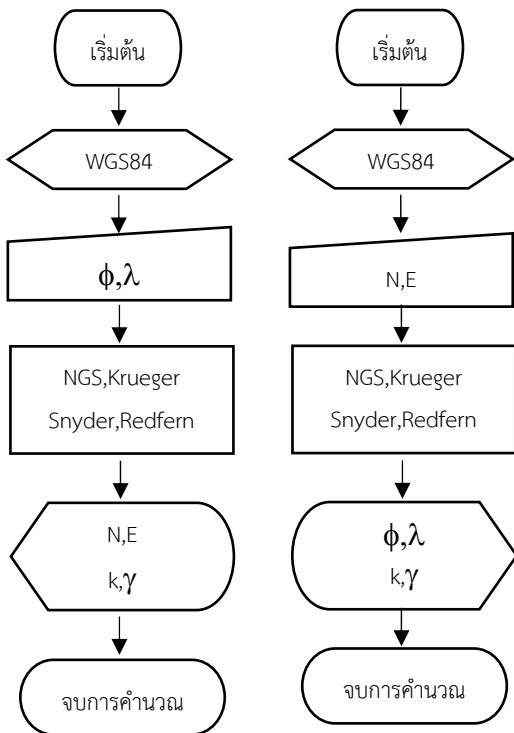 เริ่มต้น
WGS84
ϕ,λ
NGS,Krueger
Snyder,Redfern
N,E
k,γ
จบการคำนวณ
เริ่มต้น
WGS84
N,E
NGS,Krueger
Snyder,Redfern
ϕ,λ
k,γ
จบการคำนวณ